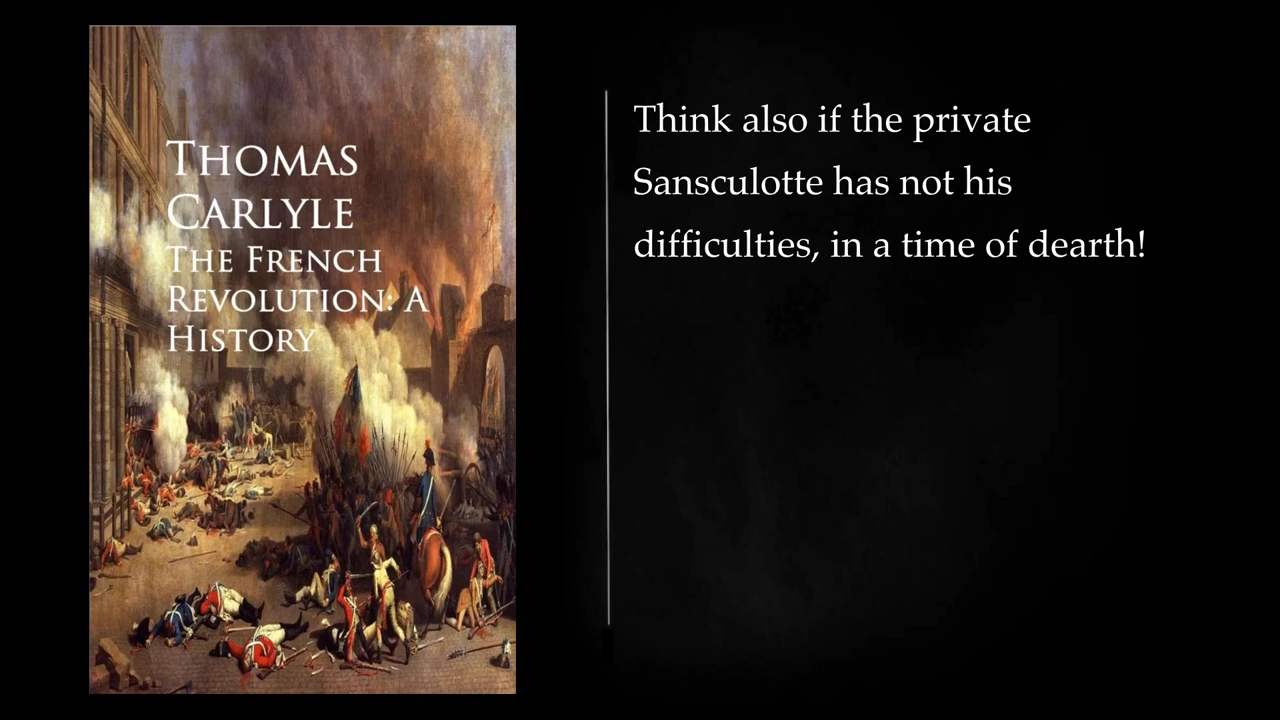 THOMAS
CARLYLE
THE FRENCH
REVOLUTION: A
HISTORY
Think also if the private
Sansculotte has not his
difficulties, in a time of dearth!